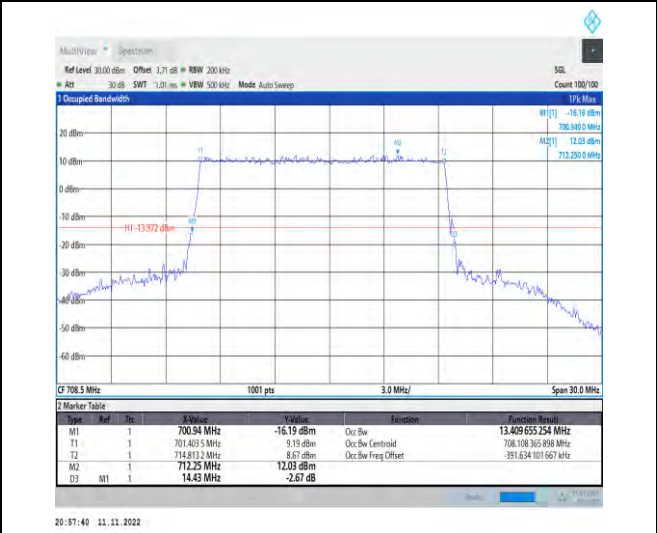 MultiView Spectrum
Ref Level 30.00 dBm Offset 3.71 dB RBW 200 kHz SGL
Att 30 dB SWT 1.01 ms VBW 500 kHz Mode Auto Sweep Count 100/100
1 Occupied Bandwidth 1Pk Max
M1[1] -16.19 dBm
700.9400 MHz
M2[1] 12.03 dBm
712.2500 MHz
20 dBm
M2
T1 T2
10 dBm
0 dBm
-10 dBm
M1
H1 -13.972 dBm
D3
-20 dBm
-30 dBm
-40 dBm
-50 dBm
-60 dBm
CF 708.5 MHz 1001 pts 3.0 MHz/ Span 30.0 MHz
2 Marker Table
Type Ref Trc X-Value Y-Value Function Function Result
M1 1 700.94 MHz -16.19 dBm Occ Bw 13.409 655 254 MHz
T1 1 701.403 5 MHz 9.19 dBm Occ Bw Centroid 708.108 365 898 MHz
T2 1 714.813 2 MHz 8.67 dBm Occ Bw Freq Offset -391.634 101 667 kHz
M2 1 712.25 MHz 12.03 dBm
D3 M1 1 14.43 MHz -2.67 dB
20:57:40 11.11.2022